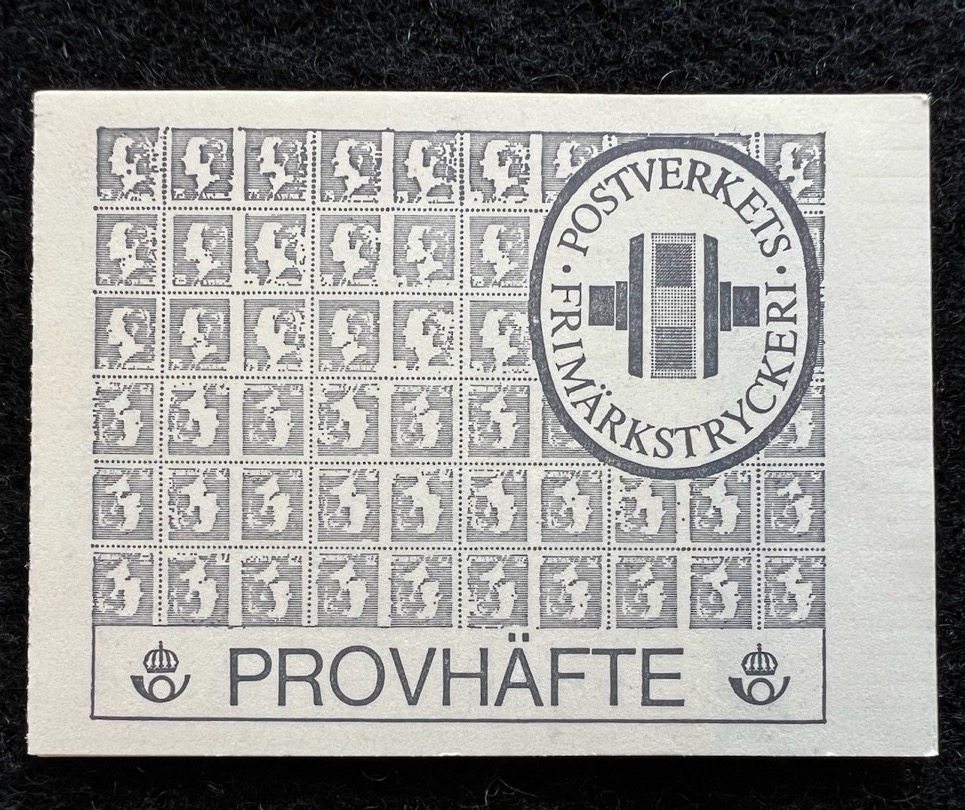 POSTVERKETS
· FRIMÄRKSTRYCKERI ·
PROVHÄFTE